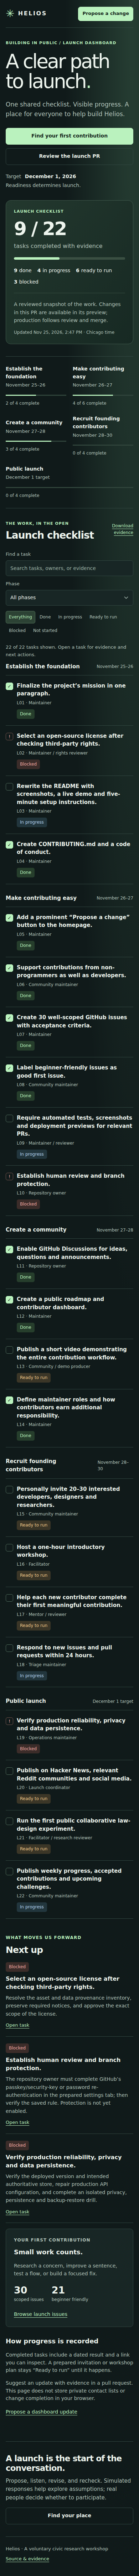 HELIOS
Propose a change
BUILDING IN PUBLIC / LAUNCH DASHBOARD
A clear path
to launch.
One shared checklist. Visible progress. A
place for everyone to help build Helios.
Find your first contribution
Review the launch PR
Target December 1, 2026
Readiness determines launch.
LAUNCH CHECKLIST
9 / 22
tasks completed with evidence
9 done 4 in progress 6 ready to run
3 blocked
A reviewed snapshot of the work. Changes
in this PR are available in its preview;
production follows review and merge.
Updated Nov 25, 2026, 2:47 PM · Chicago time
Establish the
foundation
November 25-26
2 of 4 complete
Make contributing
easy
November 26-27
4 of 6 complete
Create a community
November 27-28
3 of 4 complete
Recruit founding
contributors
November 28-30
0 of 4 complete
Public launch
December 1 target
0 of 4 complete
THE WORK, IN THE OPEN
Launch checklist
Download
evidence
Find a task
Search tasks, owners, or evidence
Phase
All phases
Everything
Done
In progress
Ready to run
Blocked
Not started
22 of 22 tasks shown. Open a task for evidence and
next actions.
Establish the foundation
November 25-26
Finalize the project's mission in one
paragraph.
L01 · Maintainer
Done
Select an open-source license after
checking third-party rights.
L02 · Maintainer / rights reviewer
Blocked
Rewrite the README with
screenshots, a live demo and five-
minute setup instructions.
L03 · Maintainer
In progress
Create CONTRIBUTING.md and a code
of conduct.
L04 · Maintainer
Done
Make contributing easy
November 26-27
Add a prominent “Propose a change”
button to the homepage.
L05 · Maintainer
Done
Support contributions from non-
programmers as well as developers.
L06 · Community maintainer
Done
Create 30 well-scoped GitHub issues
with acceptance criteria.
L07 · Maintainer
Done
Label beginner-friendly issues as
good first issue.
L08 · Community maintainer
Done
Require automated tests, screenshots
and deployment previews for relevant
PRs.
L09 · Maintainer / reviewer
In progress
Establish human review and branch
protection.
L10 · Repository owner
Blocked
Create a community
November 27-28
Enable GitHub Discussions for ideas,
questions and announcements.
L11 · Repository owner
Done
Create a public roadmap and
contributor dashboard.
L12 · Maintainer
Done
Publish a short video demonstrating
the entire contribution workflow.
L13 · Community / demo producer
Ready to run
Define maintainer roles and how
contributors earn additional
responsibility.
L14 · Maintainer
Done
Recruit founding
contributors
November 28-
30
Personally invite 20–30 interested
developers, designers and
researchers.
L15 · Community maintainer
Ready to run
Host a one-hour introductory
workshop.
L16 · Facilitator
Ready to run
Help each new contributor complete
their first meaningful contribution.
L17 · Mentor / reviewer
Ready to run
Respond to new issues and pull
requests within 24 hours.
L18 · Triage maintainer
In progress
Public launch
December 1 target
Verify production reliability, privacy
and data persistence.
L19 · Operations maintainer
Blocked
Publish on Hacker News, relevant
Reddit communities and social media.
L20 · Launch coordinator
Ready to run
Run the first public collaborative law-
design experiment.
L21 · Facilitator / research reviewer
Ready to run
Publish weekly progress, accepted
contributions and upcoming
challenges.
L22 · Community maintainer
In progress
WHAT MOVES US FORWARD
Next up
Blocked
Select an open-source license after
checking third-party rights.
Resolve the asset and data provenance inventory,
preserve required notices, and approve the exact
scope of the license.
Open task
Blocked
Establish human review and branch
protection.
The repository owner must complete GitHub's
passkey/security-key or password re-
authentication in the open settings tab; then
verify the saved rule. Protection is not yet
enabled.
Open task
Blocked
Verify production reliability, privacy
and data persistence.
Verify the deployed version and intended
authoritative store, repair production API
configuration, and gain isolated privacy,
persistence and backup-restore drill.
Open task
YOUR FIRST CONTRIBUTION
Small work counts.
Research a concern, improve a sentence,
test a flow, or build a focused fix.
30
scoped issues
21
beginner friendly
Browse launch issues
How progress is recorded
Completed tasks include a dated result and a link
you can inspect. A prepared invitation or workshop
plan stays “Ready to run” until it happens.
Suggest an update with evidence in a pull request.
This page does not store private contact lists or
change completion in your browser.
Propose a dashboard update
A launch is the start of the
conversation.
Propose, listen, revise, and recheck. Simulated
responses help explore assumptions; real
people decide whether to participate.
Find your place
Helios · A voluntary civic research workshop
Source & evidence